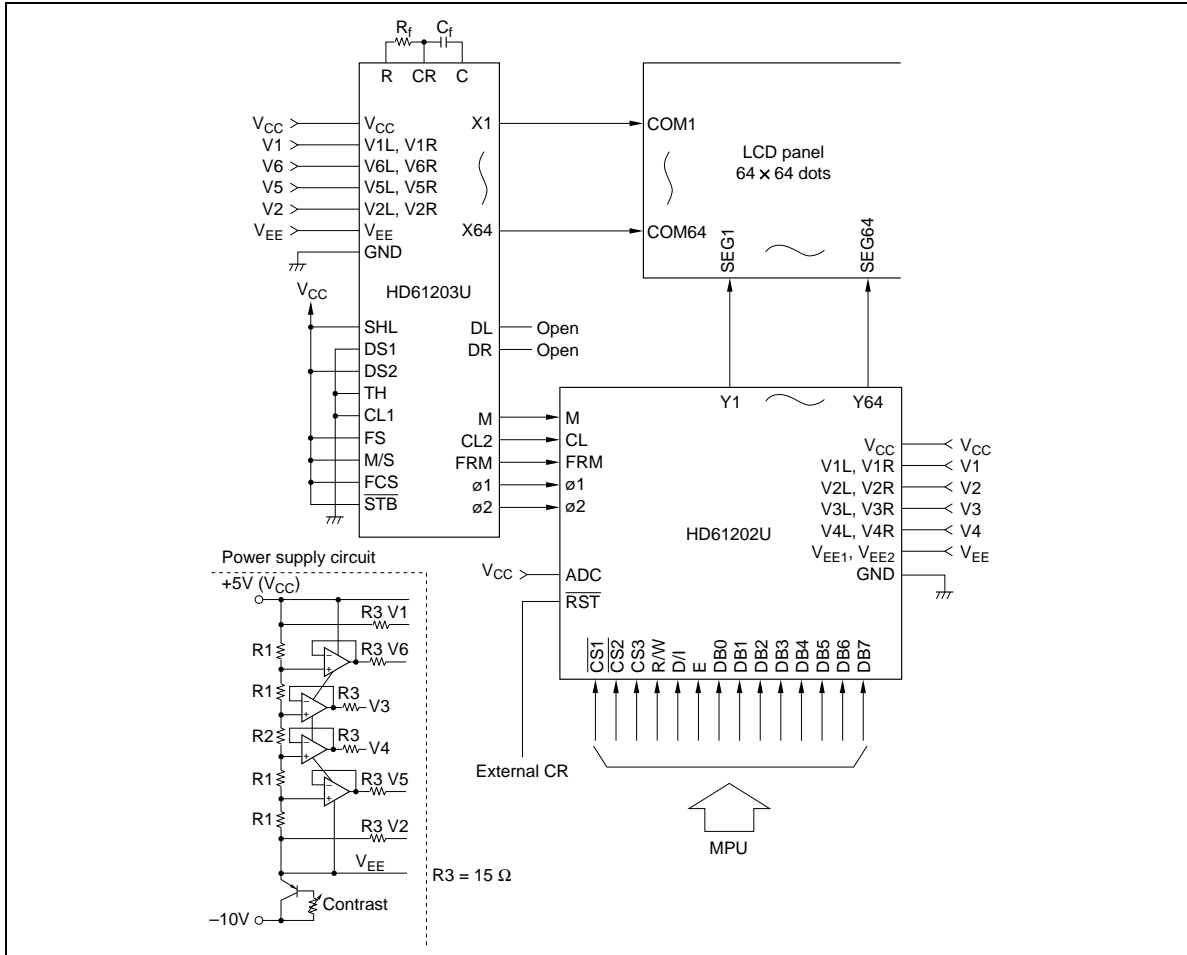 Rf Cf
R CR C
VCC VCC X1 COM1
V1 V1L, V1R
V6 V6L, V6R
V5 V5L, V5R
V2 V2L, V2R
VEE VEE X64 COM64
GND
LCD panel
64 × 64 dots
SEG1 SEG64
HD61203U
VCC
SHL DL Open
DS1 DR Open
DS2
TH
CL1
FS
M/S
FCS
STB
M M
CL2 CL
FRM FRM
ø1 ø1
ø2 ø2
Y1 Y64
VCC VCC
V1L, V1R V1
V2L, V2R V2
V3L, V3R V3
V4L, V4R V4
VEE1, VEE2 VEE
GND
HD61202U
VCC ADC
RST
CS1 CS2 CS3 R/W D/I E DB0 DB1 DB2 DB3 DB4 DB5 DB6 DB7
External CR
MPU
Power supply circuit
+5V (VCC)
R3 V1
R1 R3 V6
R1 R3 V3
R2 R3 V4
R1 R3 V5
R1 R3 V2
VEE
R3 = 15 Ω
Contrast
–10V